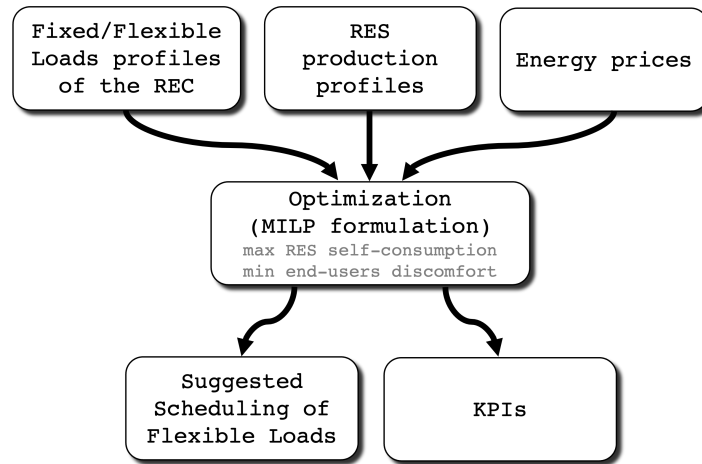 Fixed/Flexible
Loads profiles
of the REC
RES
production
profiles
Energy prices
Optimization
(MILP formulation)
max RES self-consumption
min end-users discomfort
Suggested
Scheduling of
Flexible Loads
KPIs